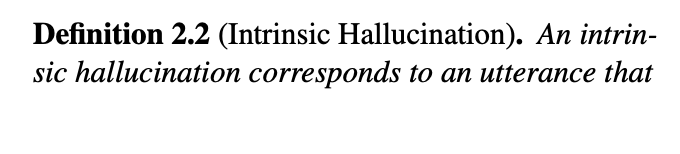 Definition 2.2 (Intrinsic Hallucination). An intrin-
sic hallucination corresponds to an utterance that